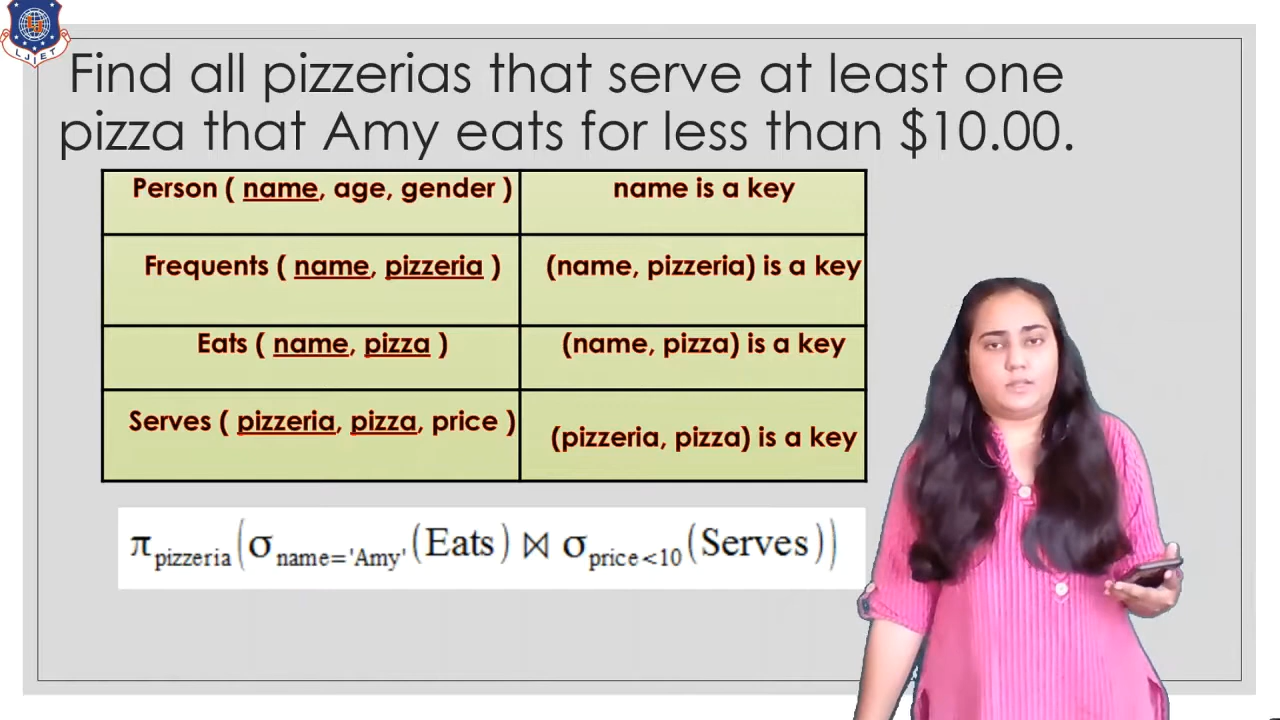 LJIET
Find all pizzerias that serve at least one
pizza that Amy eats for less than $10.00.
Person ( name, age, gender ) name is a key
Frequents ( name, pizzeria ) (name, pizzeria) is a key
Eats ( name, pizza ) (name, pizza) is a key
Serves ( pizzeria, pizza, price ) (pizzeria, pizza) is a key
π pizzeria (σ name='Amy' (Eats) ⋈ σ price<10 (Serves))